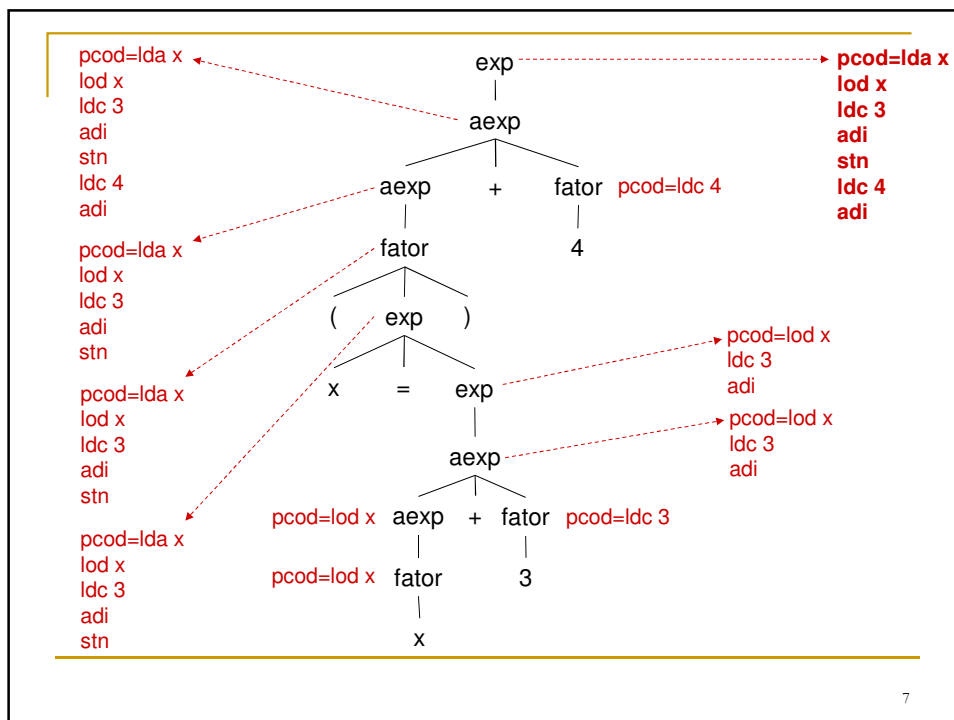 pcod=lda x
lod x
ldc 3
adi
stn
ldc 4
adi
exp
pcod=lda x
lod x
ldc 3
adi
stn
ldc 4
adi
aexp
aexp + fator pcod=ldc 4
pcod=lda x
lod x
ldc 3
adi
stn
fator 4
( exp )
pcod=lod x
ldc 3
adi
x = exp
pcod=lda x
lod x
ldc 3
adi
stn
pcod=lod x
ldc 3
adi
aexp
pcod=lod x aexp + fator pcod=ldc 3
pcod=lda x
lod x
ldc 3
adi
stn
pcod=lod x fator 3
x
7